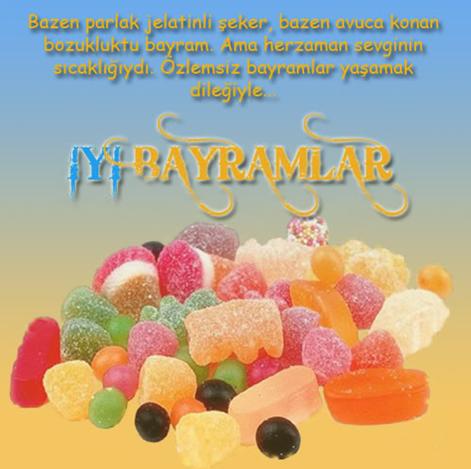 Bazen parlak jelatinli şeker, bazen avuca konan
bozukluktu bayram. Ama herzaman sevginin
sıcaklığıydı. Özlemsiz bayramlar yaşamak
dileğiyle...
İYİ BAYRAMLAR